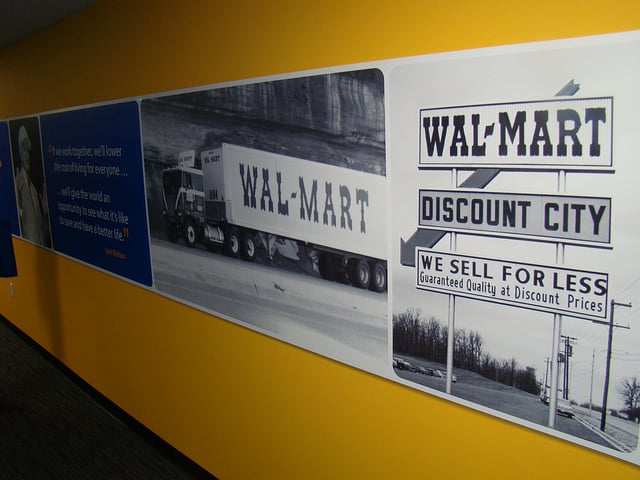 "If we work together, we'll lower
the cost of living for everyone....
... we'll give the world an
opportunity to see what it's like
to save and have a better life."
Sam Walton
WAL-MART
WAL-MART
DISCOUNT CITY
WE SELL FOR LESS
Guaranteed Quality at Discount Prices